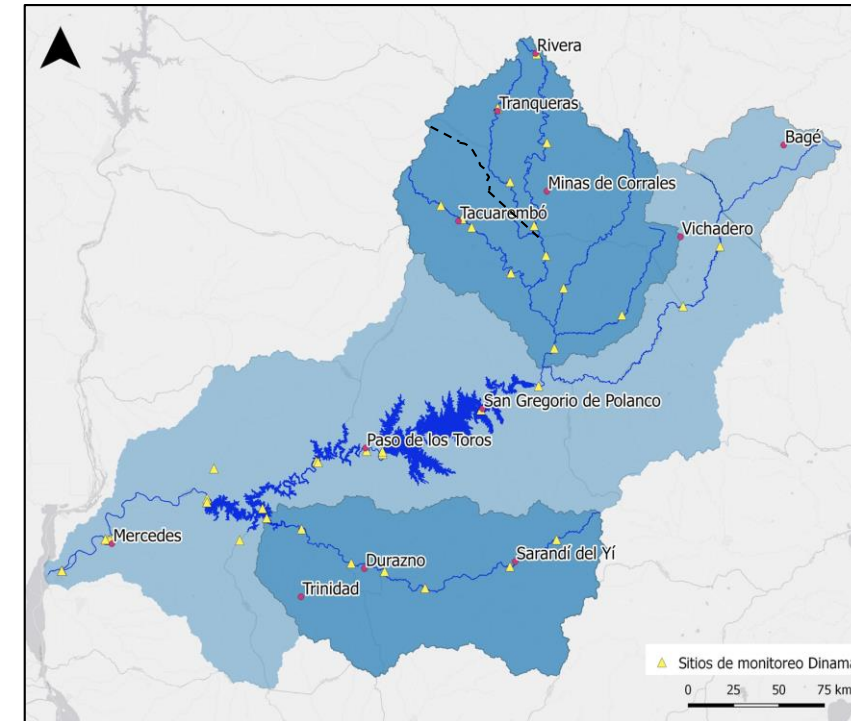 Rivera
Tranqueras
Bagé
Minas de Corrales
Tacuarembó
Vichadero
San Gregorio de Polanco
Paso de los Toros
Mercedes
Durazno
Sarandí del Yí
Trinidad
Sitios de monitoreo Dinama
0 25 50 75 km